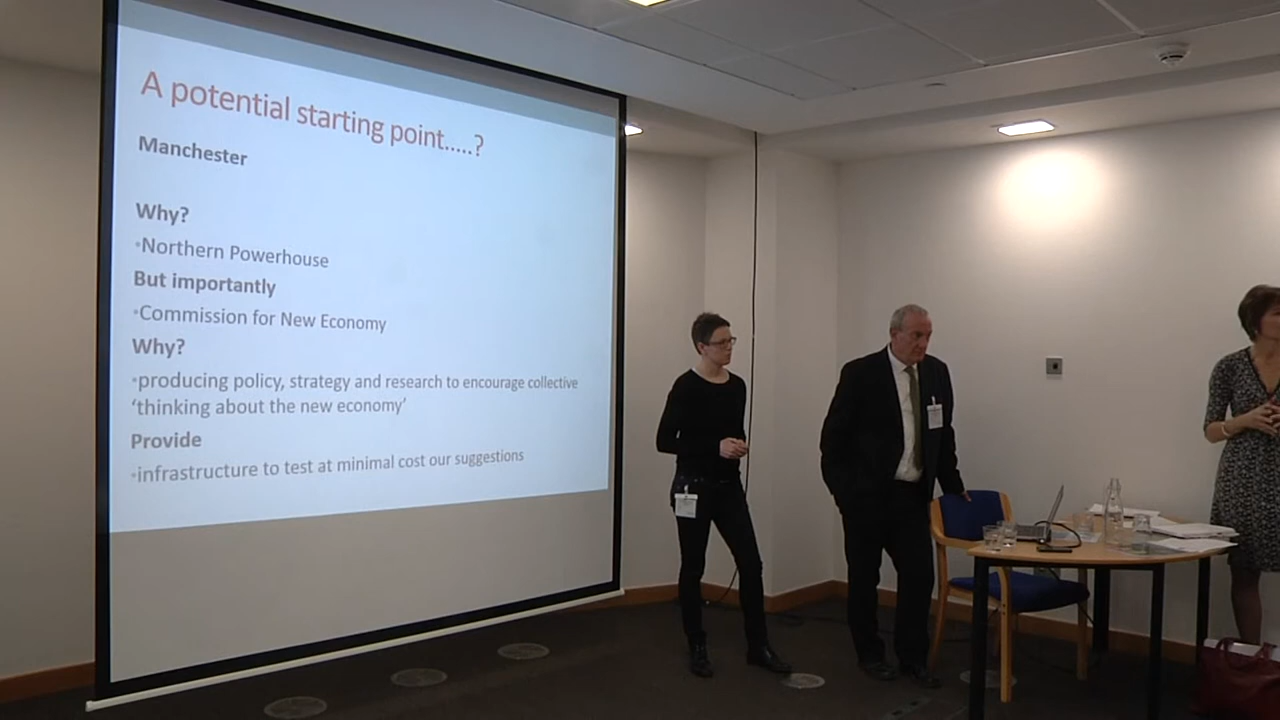 A potential starting point.....?
Manchester
Why?
•Northern Powerhouse
But importantly
•Commission for New Economy
Why?
•producing policy, strategy and research to encourage collective
‘thinking about the new economy’
Provide
•infrastructure to test at minimal cost our suggestions